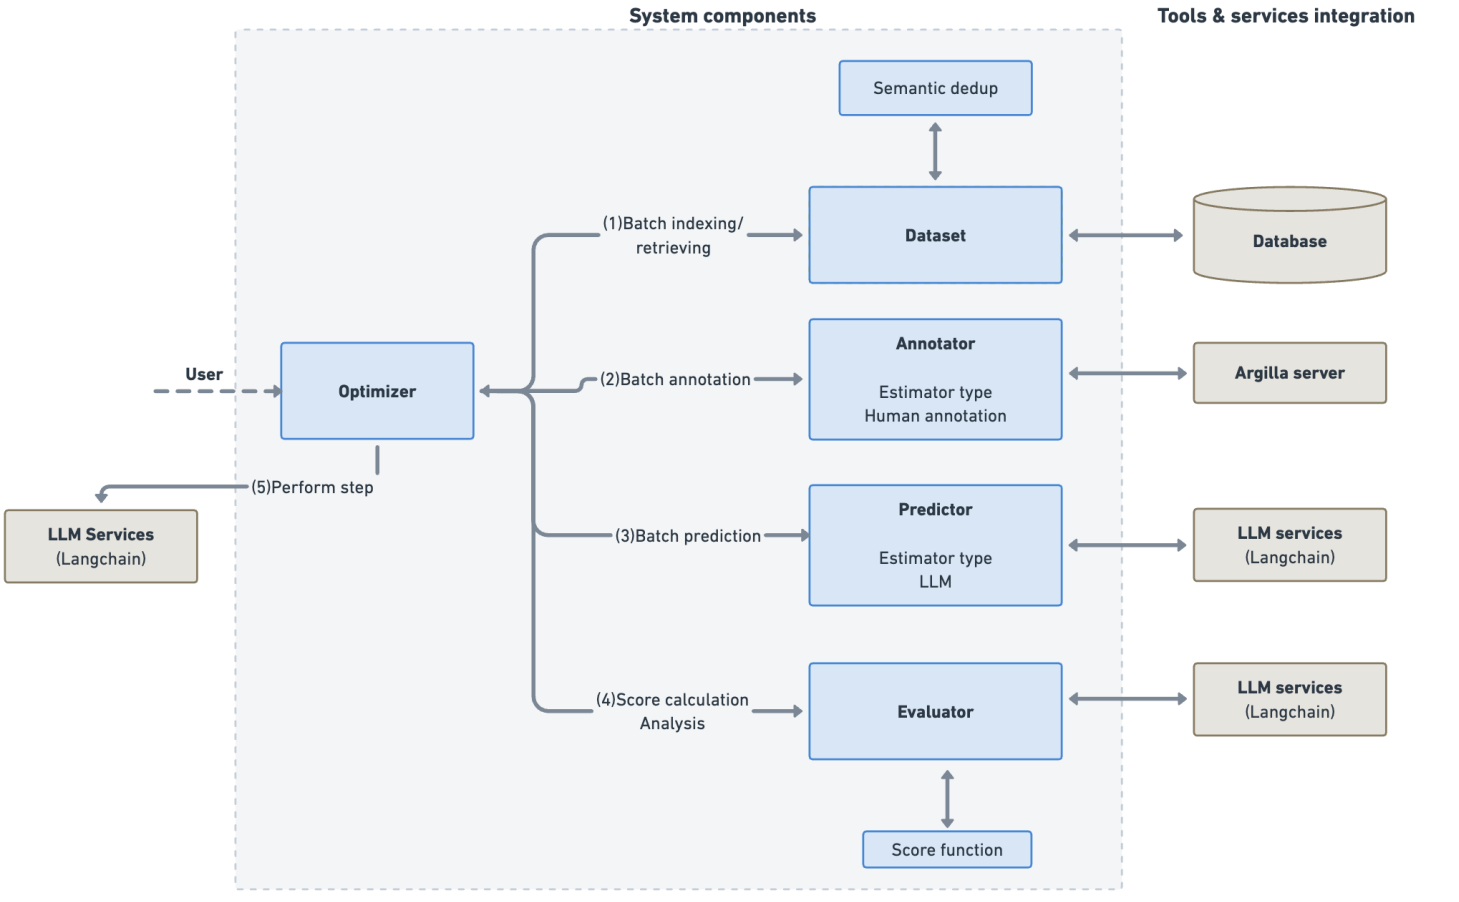 System components
Tools & services integration
Semantic dedup
(1)Batch indexing/
retrieving
Dataset
Database
User
Optimizer
(2)Batch annotation
Annotator
Estimator type
Human annotation
Argilla server
(5)Perform step
LLM Services
(Langchain)
(3)Batch prediction
Predictor
Estimator type
LLM
LLM services
(Langchain)
(4)Score calculation
Analysis
Evaluator
LLM services
(Langchain)
Score function